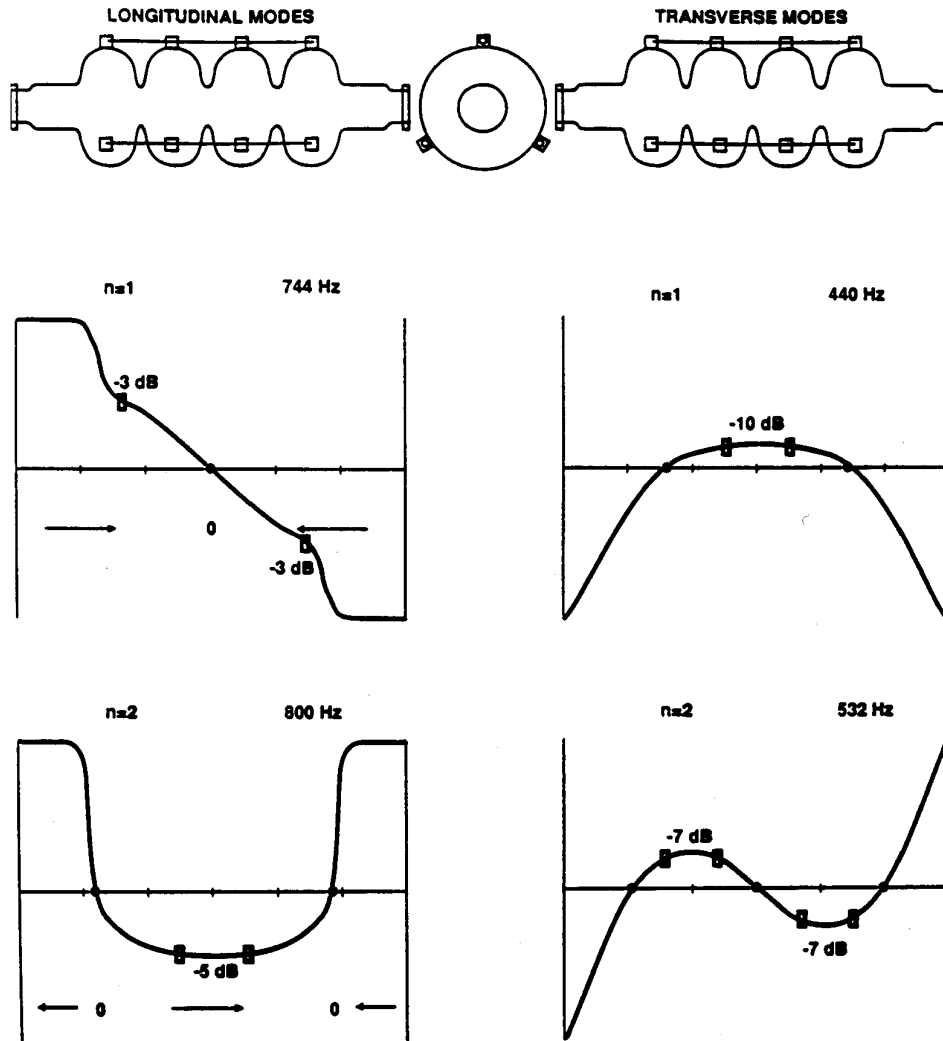 LONGITUDINAL MODES
TRANSVERSE MODES
n=1 744 Hz
-3 dB
0
-3 dB
n=1 440 Hz
-10 dB
n=2 800 Hz
-5 dB
0 0
n=2 532 Hz
-7 dB
-7 dB